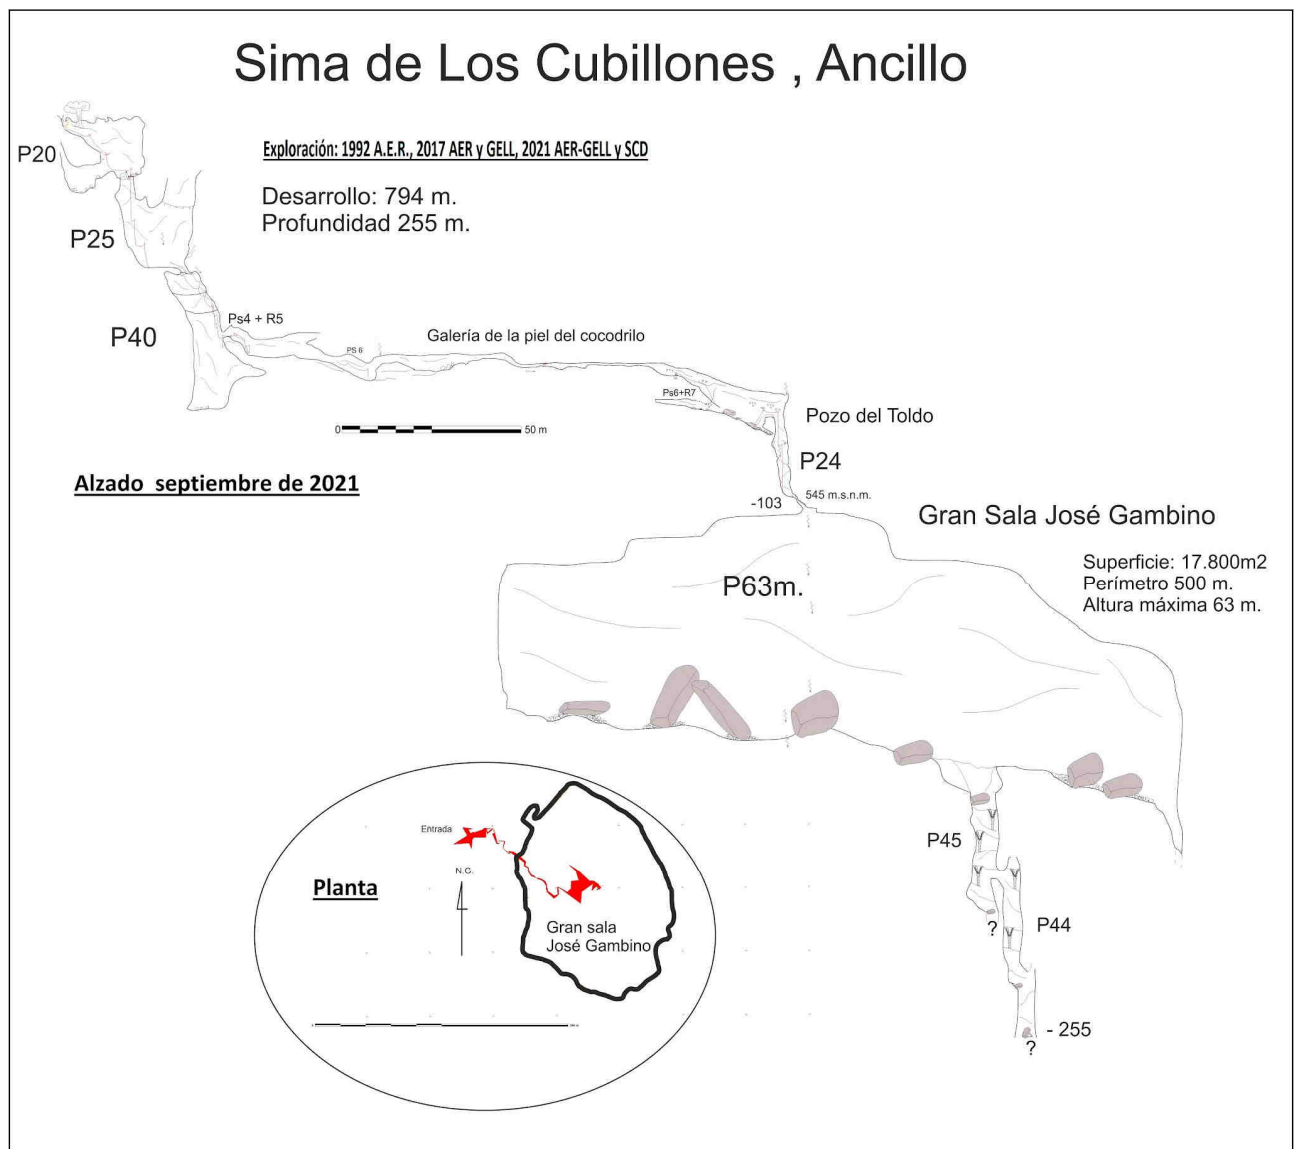 Sima de Los Cubillones , Ancillo
Exploración: 1992 A.E.R., 2017 AER y GELL, 2021 AER-GELL y SCD
P20
Desarrollo: 794 m.
Profundidad 255 m.
P25
P40
Ps4 + R5
PS 6
Galería de la piel del cocodrilo
Ps6+R7
Pozo del Toldo
0 50 m
P24
Alzado septiembre de 2021
-103
545 m.s.n.m.
Gran Sala José Gambino
Superficie: 17.800m2
Perímetro 500 m.
Altura máxima 63 m.
P63m.
Entrada
P45
N.C.
Planta
Gran sala
José Gambino
?
P44
- 255
?